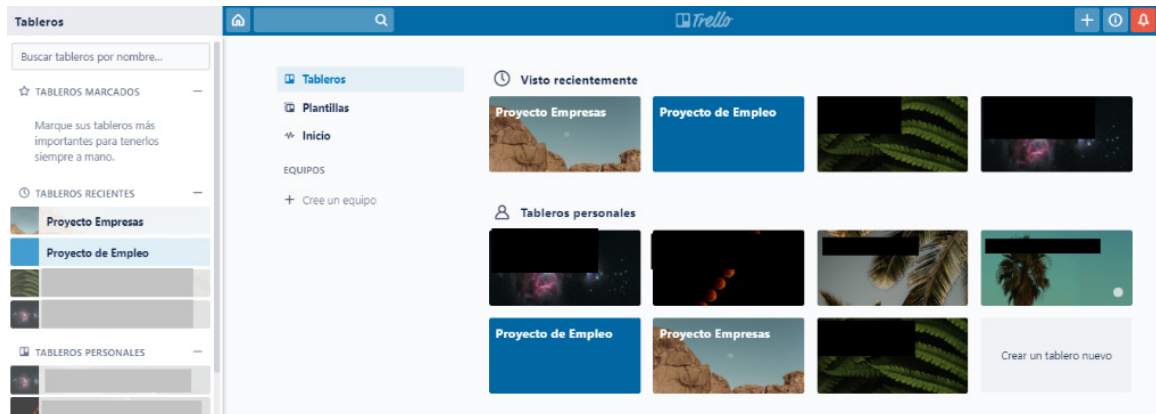 Tableros
Buscar tableros por nombre...
TABLEROS MARCADOS
Marque sus tableros más
importantes para tenerlos
siempre a mano.
TABLEROS RECIENTES
Proyecto Empresas
Proyecto de Empleo
TABLEROS PERSONALES
Trello
Tableros
Plantillas
Inicio
EQUIPOS
+ Cree un equipo
Visto recientemente
Proyecto Empresas
Proyecto de Empleo
Tableros personales
Proyecto de Empleo
Proyecto Empresas
Crear un tablero nuevo